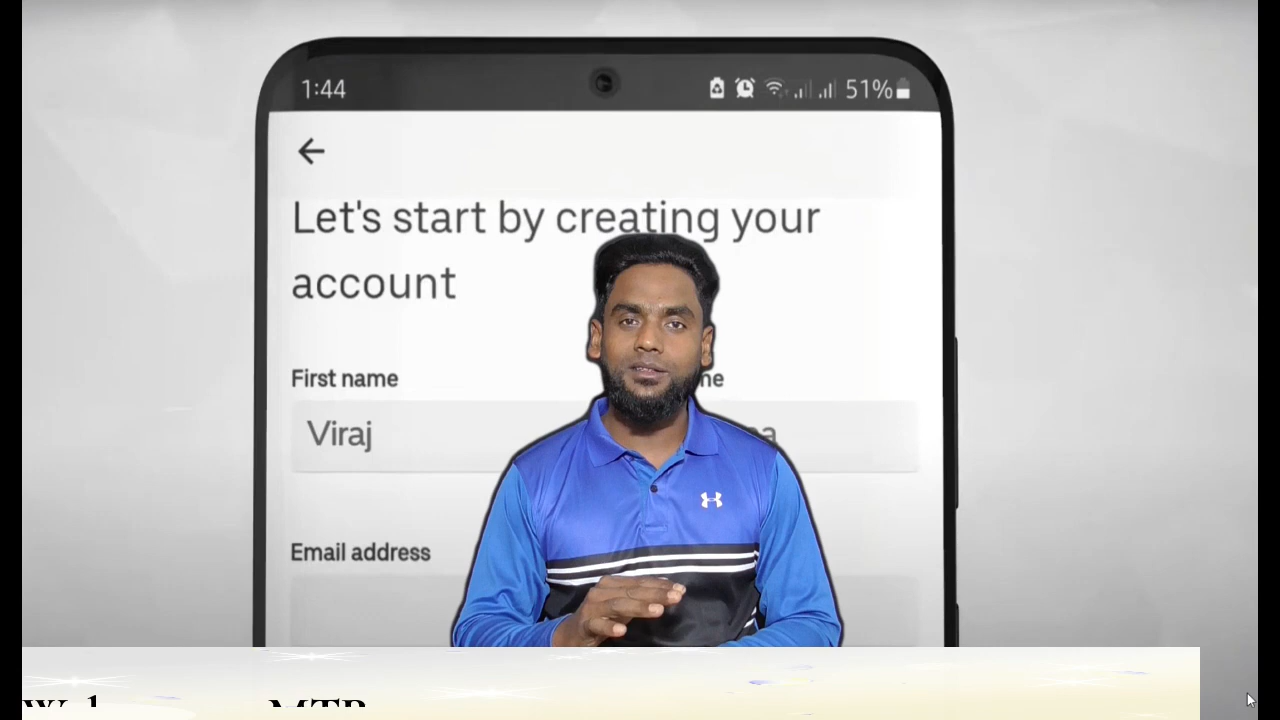 1:44
51%
Let's start by creating your
account
First name
Viraj
Email address